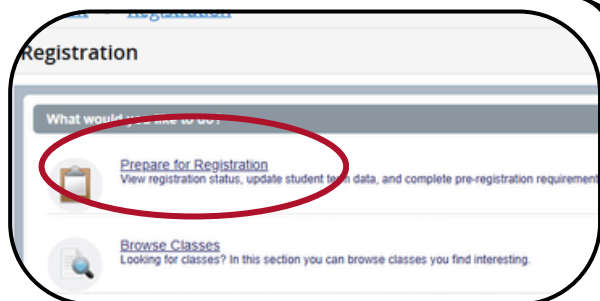 Registration
Registration
What would you like to do?
Prepare for Registration
View registration status, update student term data, and complete pre-registration requirement
Browse Classes
Looking for classes? In this section you can browse classes you find interesting.